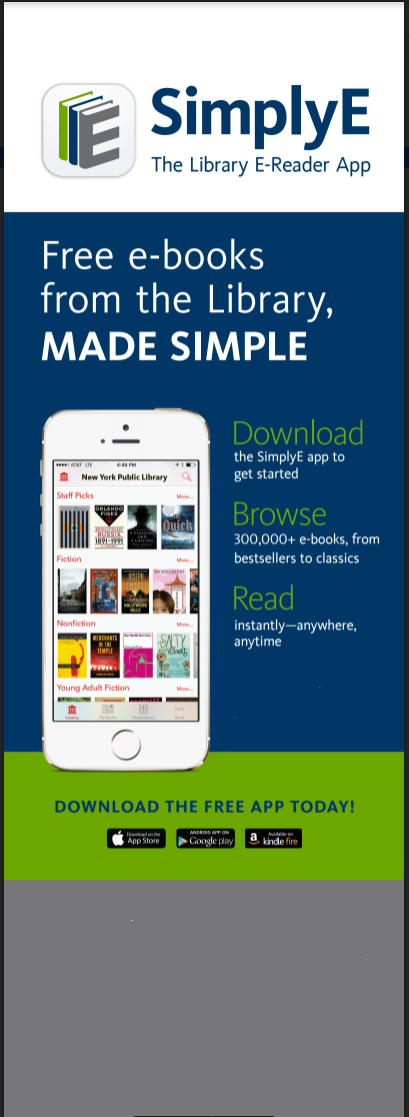 SimplyE
The Library E-Reader App
Free e-books
from the Library,
MADE SIMPLE
AT&T LTE 4:48 PM
New York Public Library
Staff Picks More...
ORLANDO
FIGES
RUSSIA
1891-1991
Quick
Fiction More...
JOSEPH
Nonfiction More...
MERCHANTS
IN THE
TEMPLE
SALTY
Young Adult Fiction More...
Catalog My Books Reservations
Download
the SimplyE app to
get started
Browse
300,000+ e-books, from
bestsellers to classics
Read
instantly—anywhere,
anytime
DOWNLOAD THE FREE APP TODAY!
Download on the
App Store
ANDROID APP ON
Google play
Available on
kindle fire